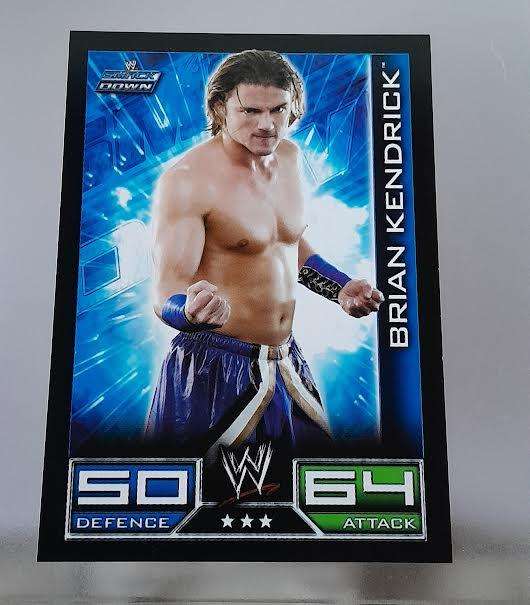 W
SMACK
DOWN
BRIAN KENDRICK™
50
DEFENCE
W
★★★
64
ATTACK